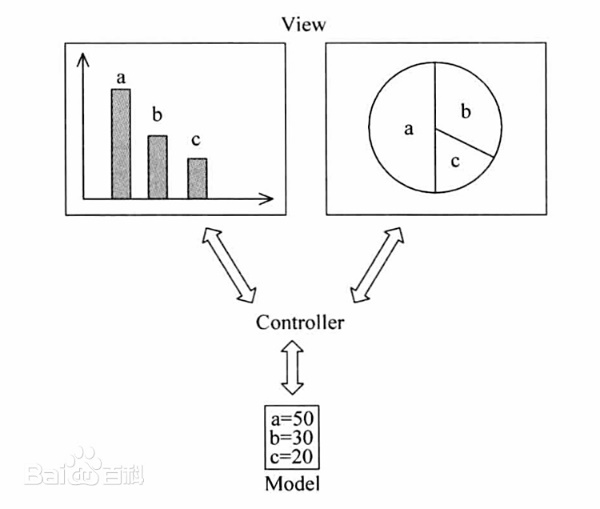 View
a
b
c
a
b
c
Controller
a=50
b=30
c=20
Model
Bai百科